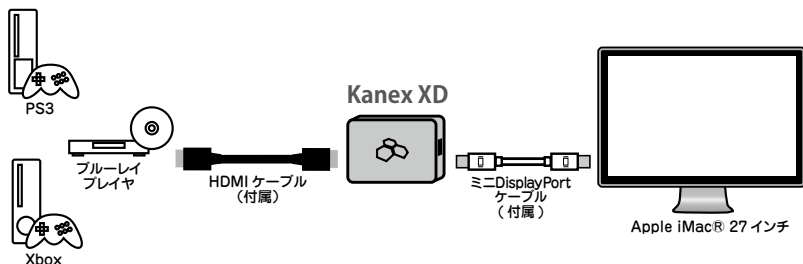 PS3
ブルーレイ
プレイヤ
Xbox
HDMI ケーブル
(付属)
Kanex XD
ミニDisplayPort
ケーブル
( 付属 )
Apple iMac® 27 インチ